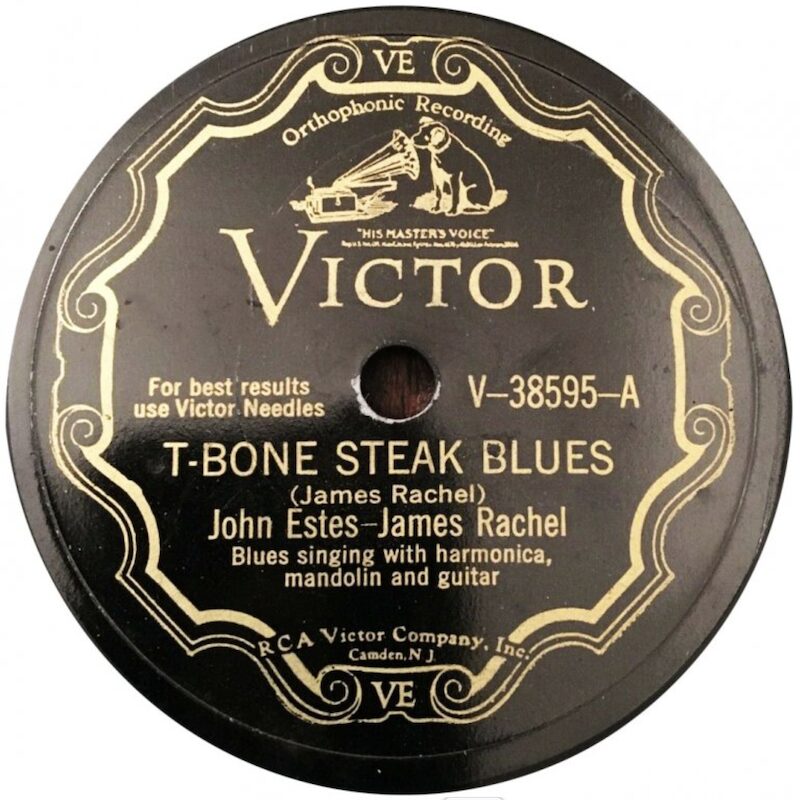 VE
Orthophonic Recording
"HIS MASTER'S VOICE"
VICTOR
For best results
use Victor Needles
V-38595-A
T-BONE STEAK BLUES
(James Rachel)
John Estes-James Rachel
Blues singing with harmonica,
mandolin and guitar
RCA Victor Company, Inc.
Camden, N J
VE